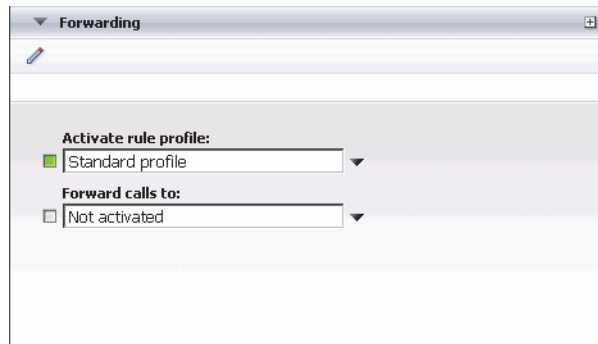 Forwarding
Activate rule profile:
Standard profile
Forward calls to:
Not activated